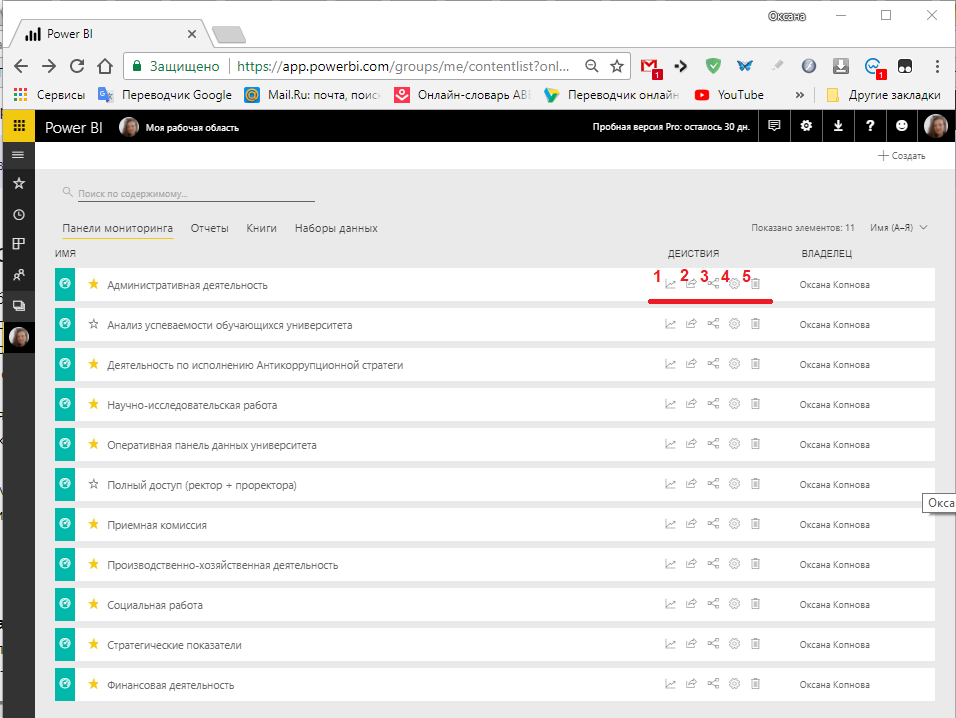 Оксана
Power BI
Защищено https://app.powerbi.com/groups/me/contentlist?onl...
1 1
Сервисы Переводчик Google Mail.Ru: почта, поис Онлайн-словарь АВ Переводчик онлайн YouTube » Другие закладки
Power BI Моя рабочая область Пробная версия Pro: осталось 30 дн. ?
Создать
Поиск по содержимому...
Панели мониторинга Отчеты Книги Наборы данных Показано элементов: 11 Имя (А–Я)
ИМЯ ДЕЙСТВИЯ ВЛАДЕЛЕЦ
1 2 3 4 5
Административная деятельность Оксана Копнова
Анализ успеваемости обучающихся университета Оксана Копнова
Деятельность по исполнению Антикоррупционной стратеги Оксана Копнова
Научно-исследовательская работа Оксана Копнова
Оперативная панель данных университета Оксана Копнова
Полный доступ (ректор + проректора) Оксана Копнова
Окса
Приемная комиссия Оксана Копнова
Производственно-хозяйственная деятельность Оксана Копнова
Социальная работа Оксана Копнова
Стратегические показатели Оксана Копнова
Финансовая деятельность Оксана Копнова